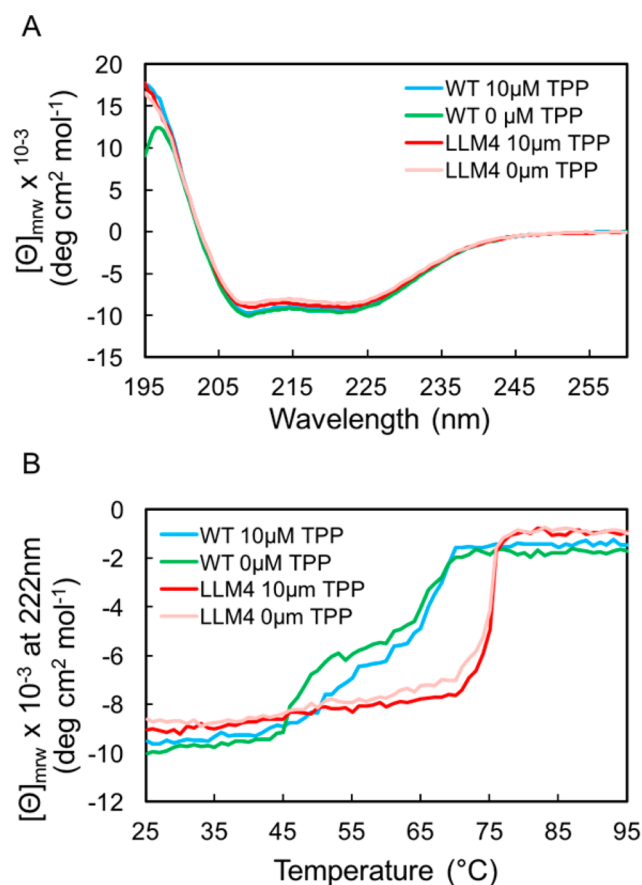 A
[Θ]mrw x 10-3
(deg cm2 mol-1)
20
15
10
5
0
-5
-10
-15
WT 10µM TPP
WT 0 µM TPP
LLM4 10µm TPP
LLM4 0µm TPP
195 205 215 225 235 245 255
Wavelength (nm)
B
[Θ]mrw x 10-3 at 222nm
(deg cm2 mol-1)
0
-2
-4
-6
-8
-10
-12
WT 10µM TPP
WT 0µM TPP
LLM4 10µm TPP
LLM4 0µm TPP
25 35 45 55 65 75 85 95
Temperature (°C)